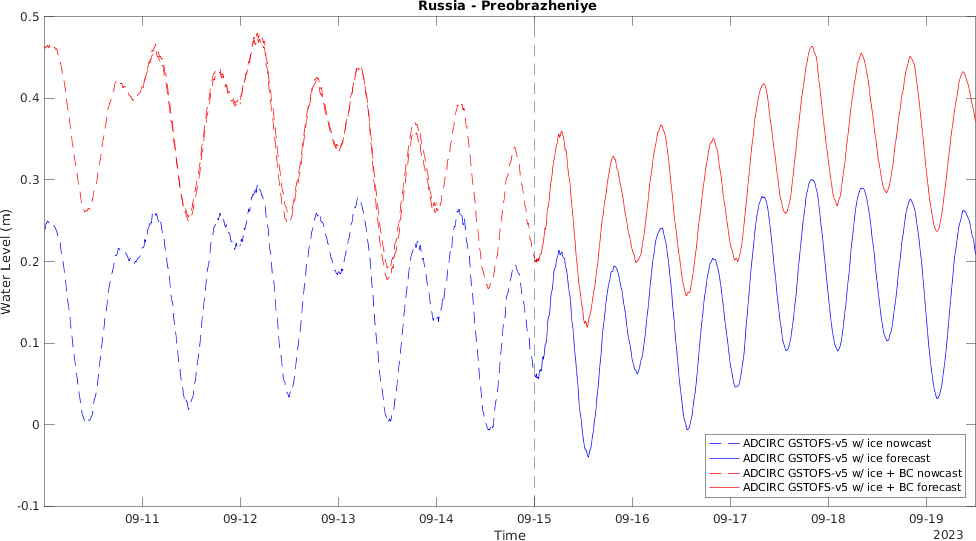 Russia - Preobrazheniye
0.5
0.4
0.3
0.2
0.1
0
-0.1
Water Level (m)
09-11 09-12 09-13 09-14 09-15 09-16 09-17 09-18 09-19
Time
2023
ADCIRC GSTOFS-v5 w/ ice nowcast
ADCIRC GSTOFS-v5 w/ ice forecast
ADCIRC GSTOFS-v5 w/ ice + BC nowcast
ADCIRC GSTOFS-v5 w/ ice + BC forecast